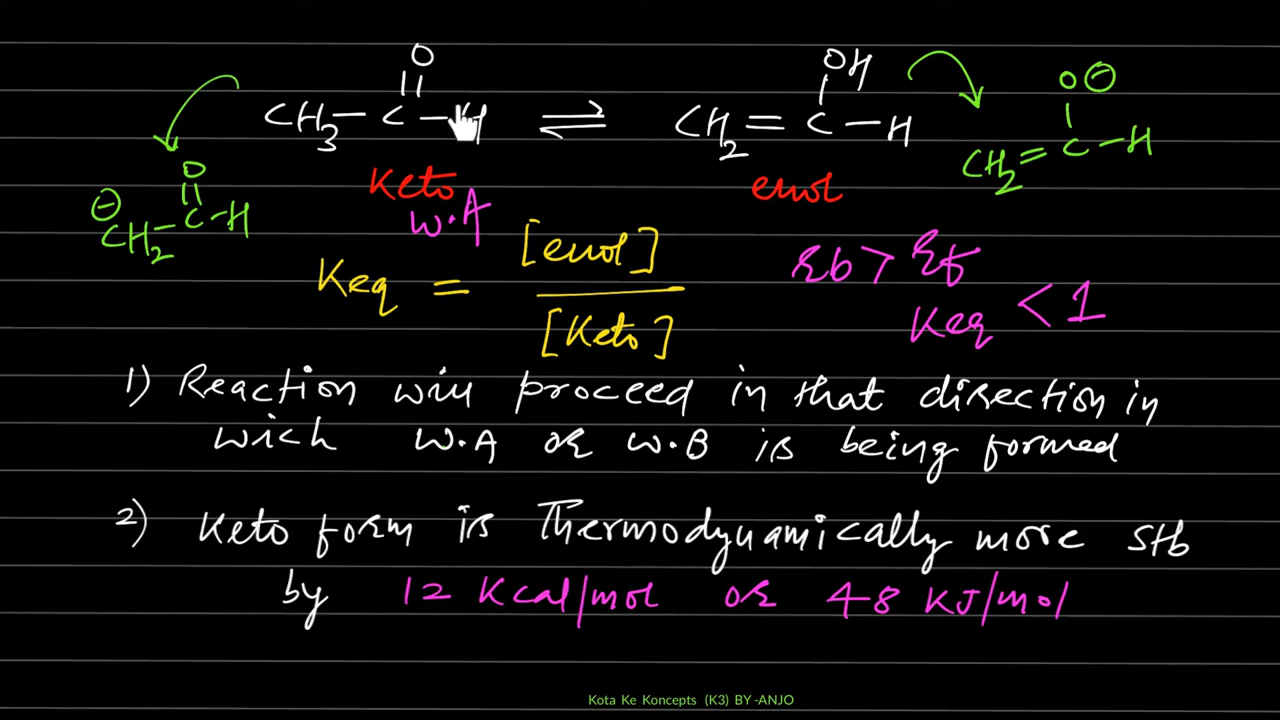 O
||
CH3 — C — H ⇌ CH2 = C — H
OH
O⊖
CH2 = C — H
O
||
⊖CH2 — C — H
Keto
W.A
enol
Keq = [enol] / [Keto]
rb > rf
Keq < 1
1) Reaction will proceed in that direction in
wich W.A or W.B is being formed
2) Keto form is Thermodynamically more stb
by 12 Kcal/mol or 48 KJ/mol
Kota Ke Koncepts (K3) BY -ANJO